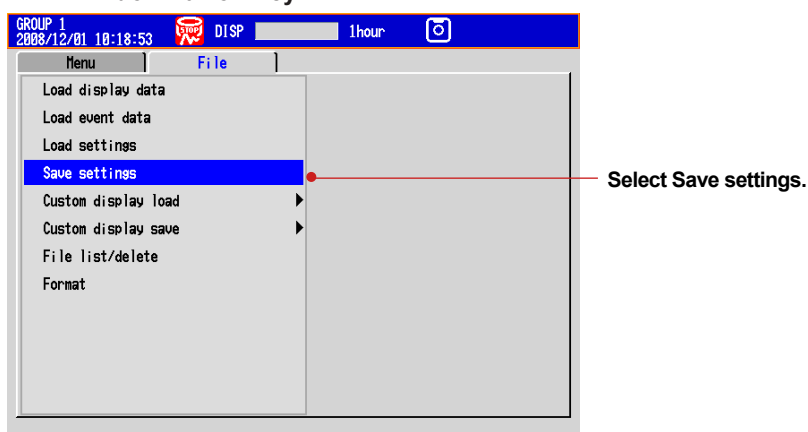 GROUP 1
2008/12/01 10:18:53
STOP
DISP
1hour
Menu
File
Load display data
Load event data
Load settings
Save settings
Select Save settings.
Custom display load
Custom display save
File list/delete
Format